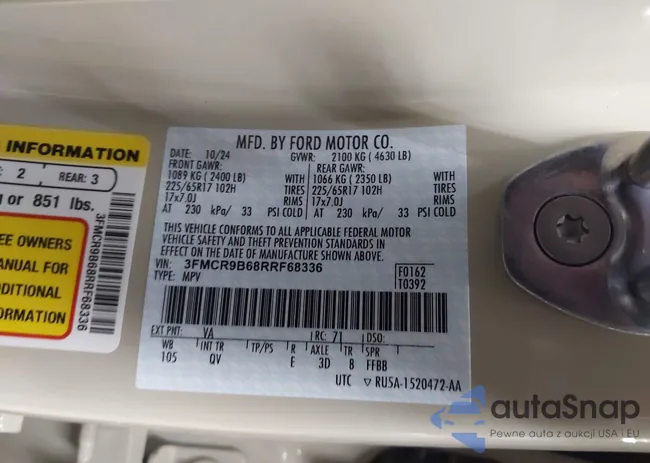 INFORMATION
2 REAR: 3
or 851 lbs.
EE OWNERS
ANUAL FOR
DITIONAL
ORMATION
3FMCR9B68RRF68336
MFD. BY FORD MOTOR CO.
DATE: 10/24 GVWR: 2100 KG ( 4630 LB)
FRONT GAWR: REAR GAWR:
1089 KG ( 2400 LB) WITH 1066 KG ( 2350 LB) WITH
225/65R17 102H TIRES 225/65R17 102H TIRES
17x7.0J RIMS 17x7.0J RIMS
AT 230 kPa/ 33 PSI COLD AT 230 kPa/ 33 PSI COLD
THIS VEHICLE CONFORMS TO ALL APPLICABLE FEDERAL MOTOR
VEHICLE SAFETY AND THEFT PREVENTION STANDARDS IN
EFFECT ON THE DATE OF MANUFACTURE SHOWN ABOVE.
VIN: 3FMCR9B68RRF68336
TYPE: MPV
F0162
T0392
EXT PNT: VA RC: 71 DSO:
WB INT TR TP/PS R AXLE TR SPR
105 QV E 3D B FFBB
UTC ▽ RU5A-1520472-AA
autaSnap
Pewne auta z aukcji USA i EU